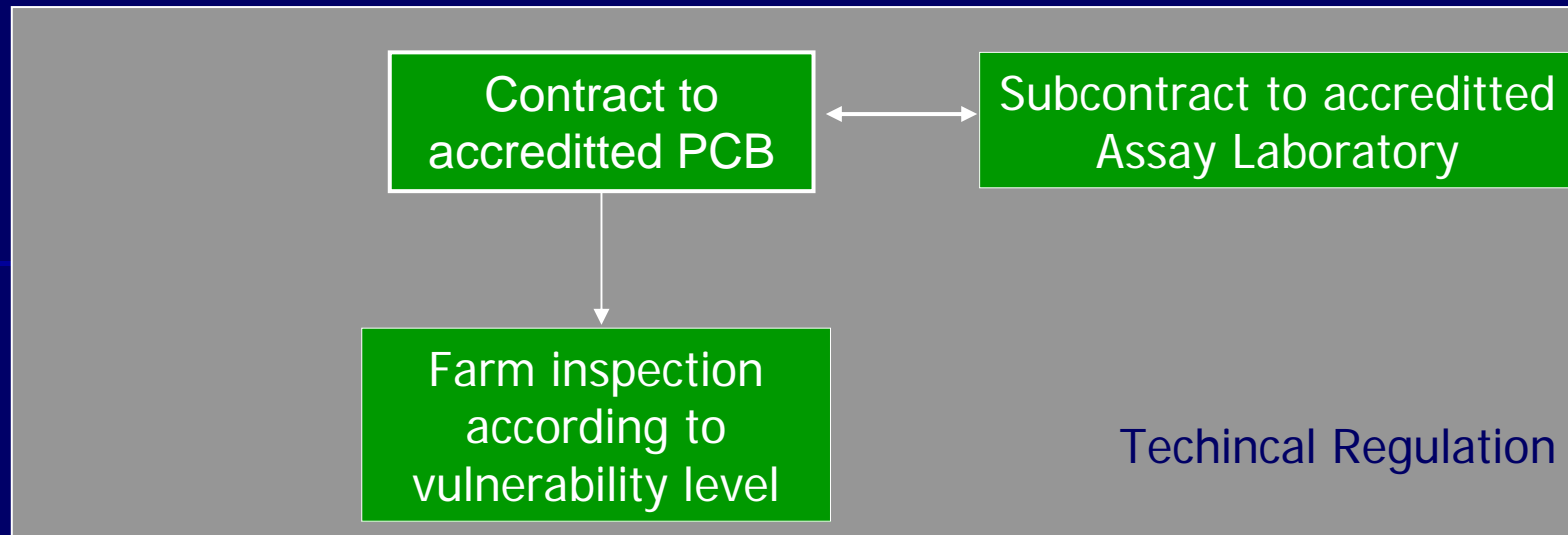 Contract to
accreditted PCB
Subcontract to accreditted
Assay Laboratory
Farm inspection
according to
vulnerability level
Techincal Regulation